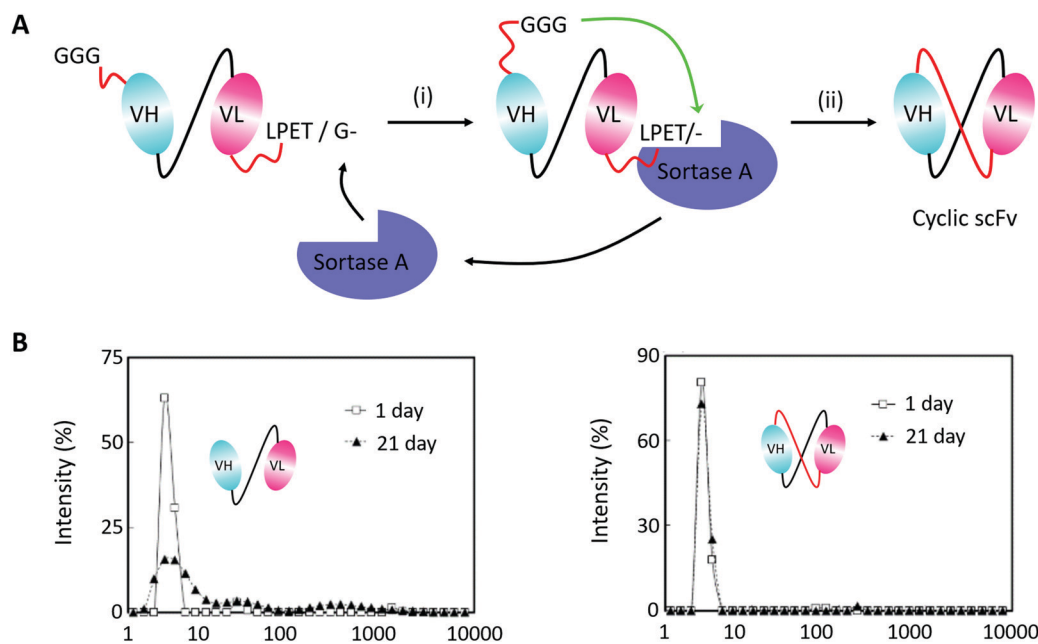 A
GGG
VH
VL
LPET / G-
(i)
GGG
VH
VL
LPET/-
Sortase A
(ii)
VH
VL
Cyclic scFv
Sortase A
B
75
50
25
0
Intensity (%)
1 day
21 day
VH
VL
1
10
100
1000
10000
90
60
30
0
Intensity (%)
1 day
21 day
VH
VL
1
10
100
1000
10000